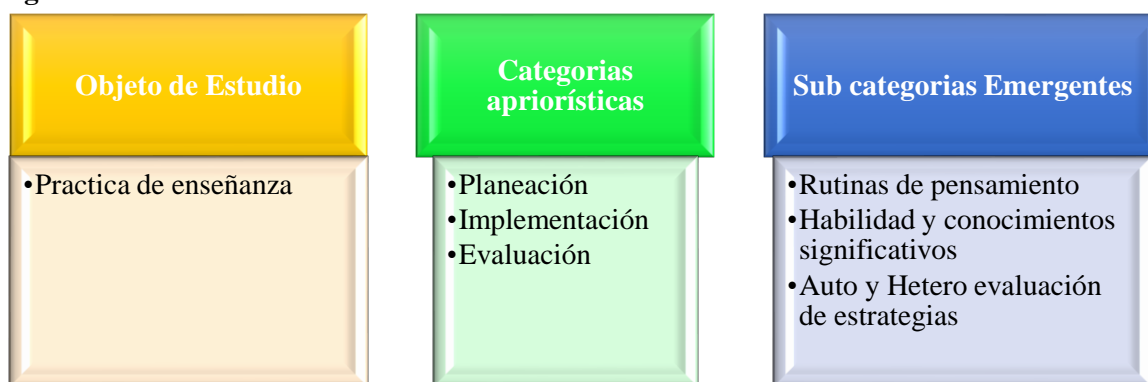 Objeto de Estudio
•Practica de enseñanza
Categorias
apriorísticas
•Planeación
•Implementación
•Evaluación
Sub categorias Emergentes
•Rutinas de pensamiento
•Habilidad y conocimientos
significativos
•Auto y Hetero evaluación
de estrategias